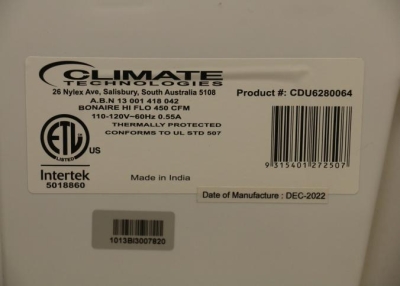 CLIMATE
TECHNOLOGIES
26 Nylex Ave, Salisbury, South Australia 5108
A.B.N 13 001 418 042
BONAIRE HI FLO 450 CFM
110-120V~60Hz 0.55A
THERMALLY PROTECTED
CONFORMS TO UL STD 507
Product #: CDU6280064
ETL
US
Intertek
5018860
Made in India
9 315401 272507
Date of Manufacture : DEC-2022
1013BI3007820